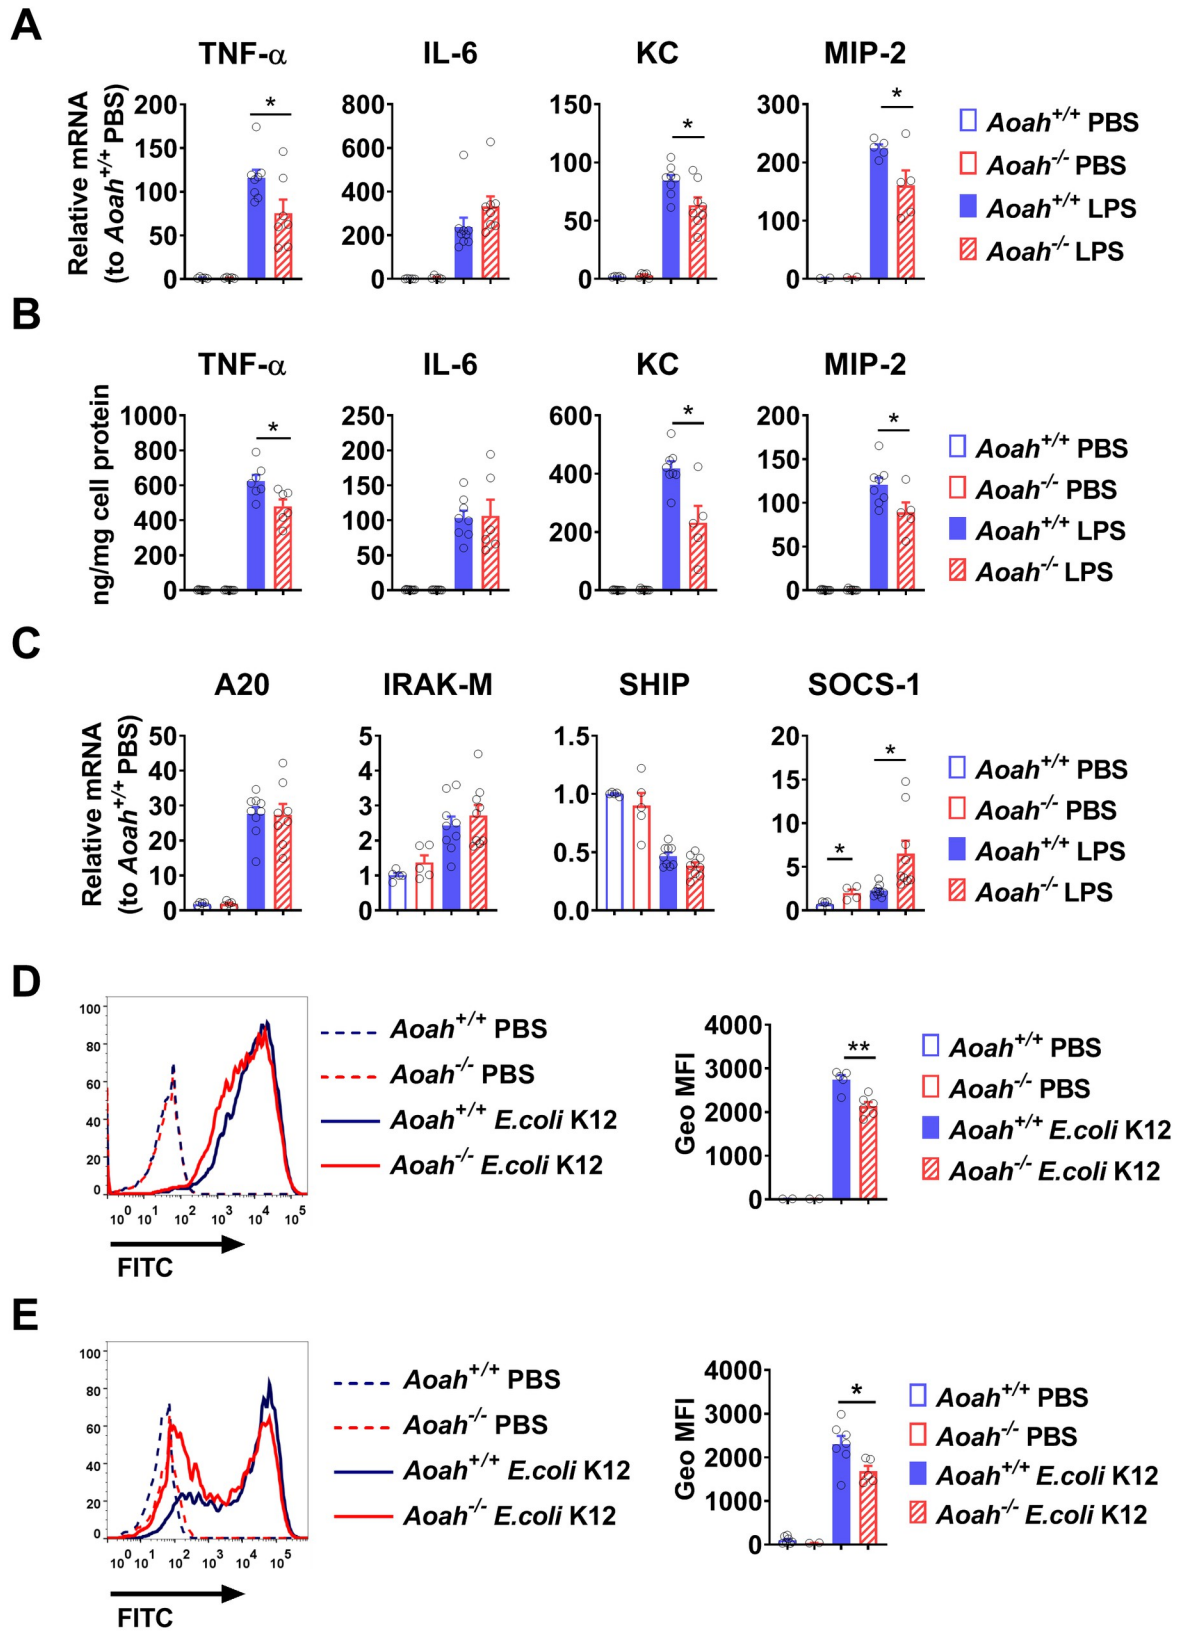 A
TNF-α IL-6 KC MIP-2
Relative mRNA
(to Aoah+/+ PBS)
200 150 100 50 0
800 600 400 200 0
150 100 50 0
300 200 100 0
* * *
Aoah+/+ PBS
Aoah-/- PBS
Aoah+/+ LPS
Aoah-/- LPS
B
TNF-α IL-6 KC MIP-2
ng/mg cell protein
1000 800 600 400 200 0
250 200 150 100 50 0
600 400 200 0
200 150 100 50 0
* * *
Aoah+/+ PBS
Aoah-/- PBS
Aoah+/+ LPS
Aoah-/- LPS
C
A20 IRAK-M SHIP SOCS-1
Relative mRNA
(to Aoah+/+ PBS)
50 40 30 20 10 0
5 4 3 2 1 0
1.5 1.0 0.5 0.0
20 15 10 5 0
* *
Aoah+/+ PBS
Aoah-/- PBS
Aoah+/+ LPS
Aoah-/- LPS
D
100 80 60 40 20 0
10^0 10^1 10^2 10^3 10^4 10^5
FITC
Aoah+/+ PBS
Aoah-/- PBS
Aoah+/+ E.coli K12
Aoah-/- E.coli K12
Geo MFI
4000 3000 2000 1000 0
**
Aoah+/+ PBS
Aoah-/- PBS
Aoah+/+ E.coli K12
Aoah-/- E.coli K12
E
100 80 60 40 20 0
10^0 10^1 10^2 10^3 10^4 10^5
FITC
Aoah+/+ PBS
Aoah-/- PBS
Aoah+/+ E.coli K12
Aoah-/- E.coli K12
Geo MFI
4000 3000 2000 1000 0
*
Aoah+/+ PBS
Aoah-/- PBS
Aoah+/+ E.coli K12
Aoah-/- E.coli K12